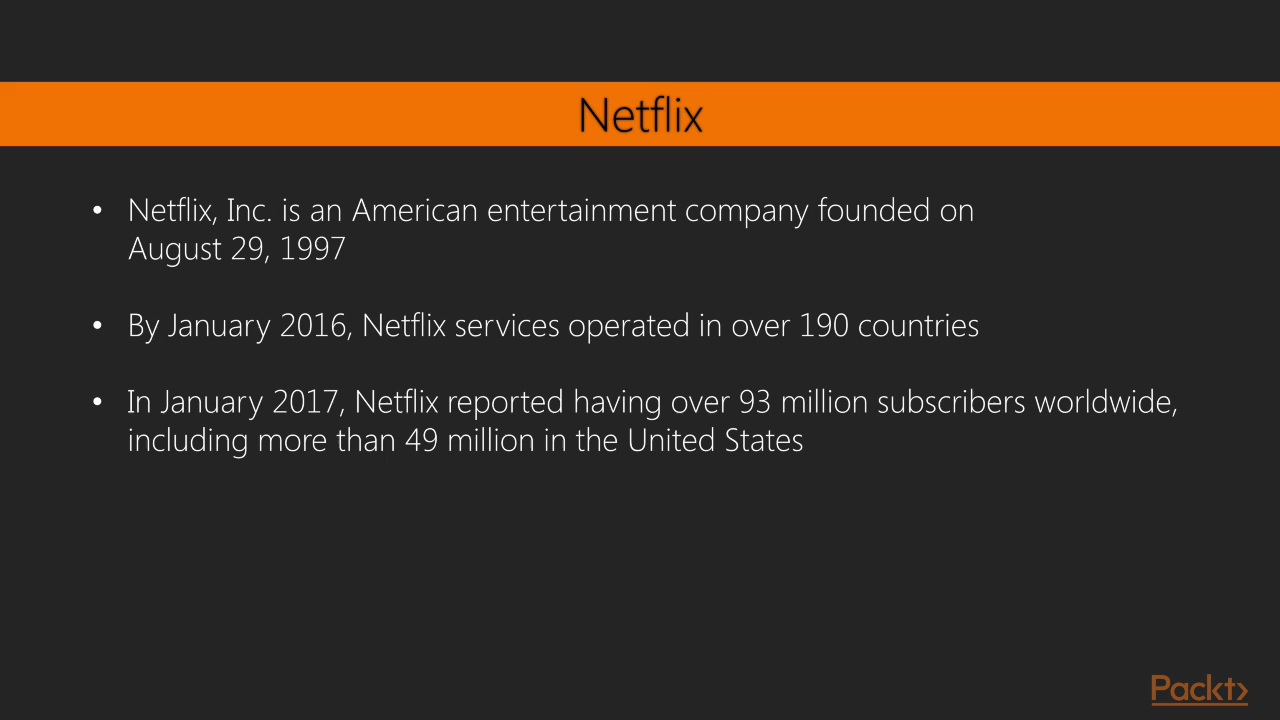 Netflix
• Netflix, Inc. is an American entertainment company founded on
August 29, 1997
• By January 2016, Netflix services operated in over 190 countries
• In January 2017, Netflix reported having over 93 million subscribers worldwide,
including more than 49 million in the United States
Packt>